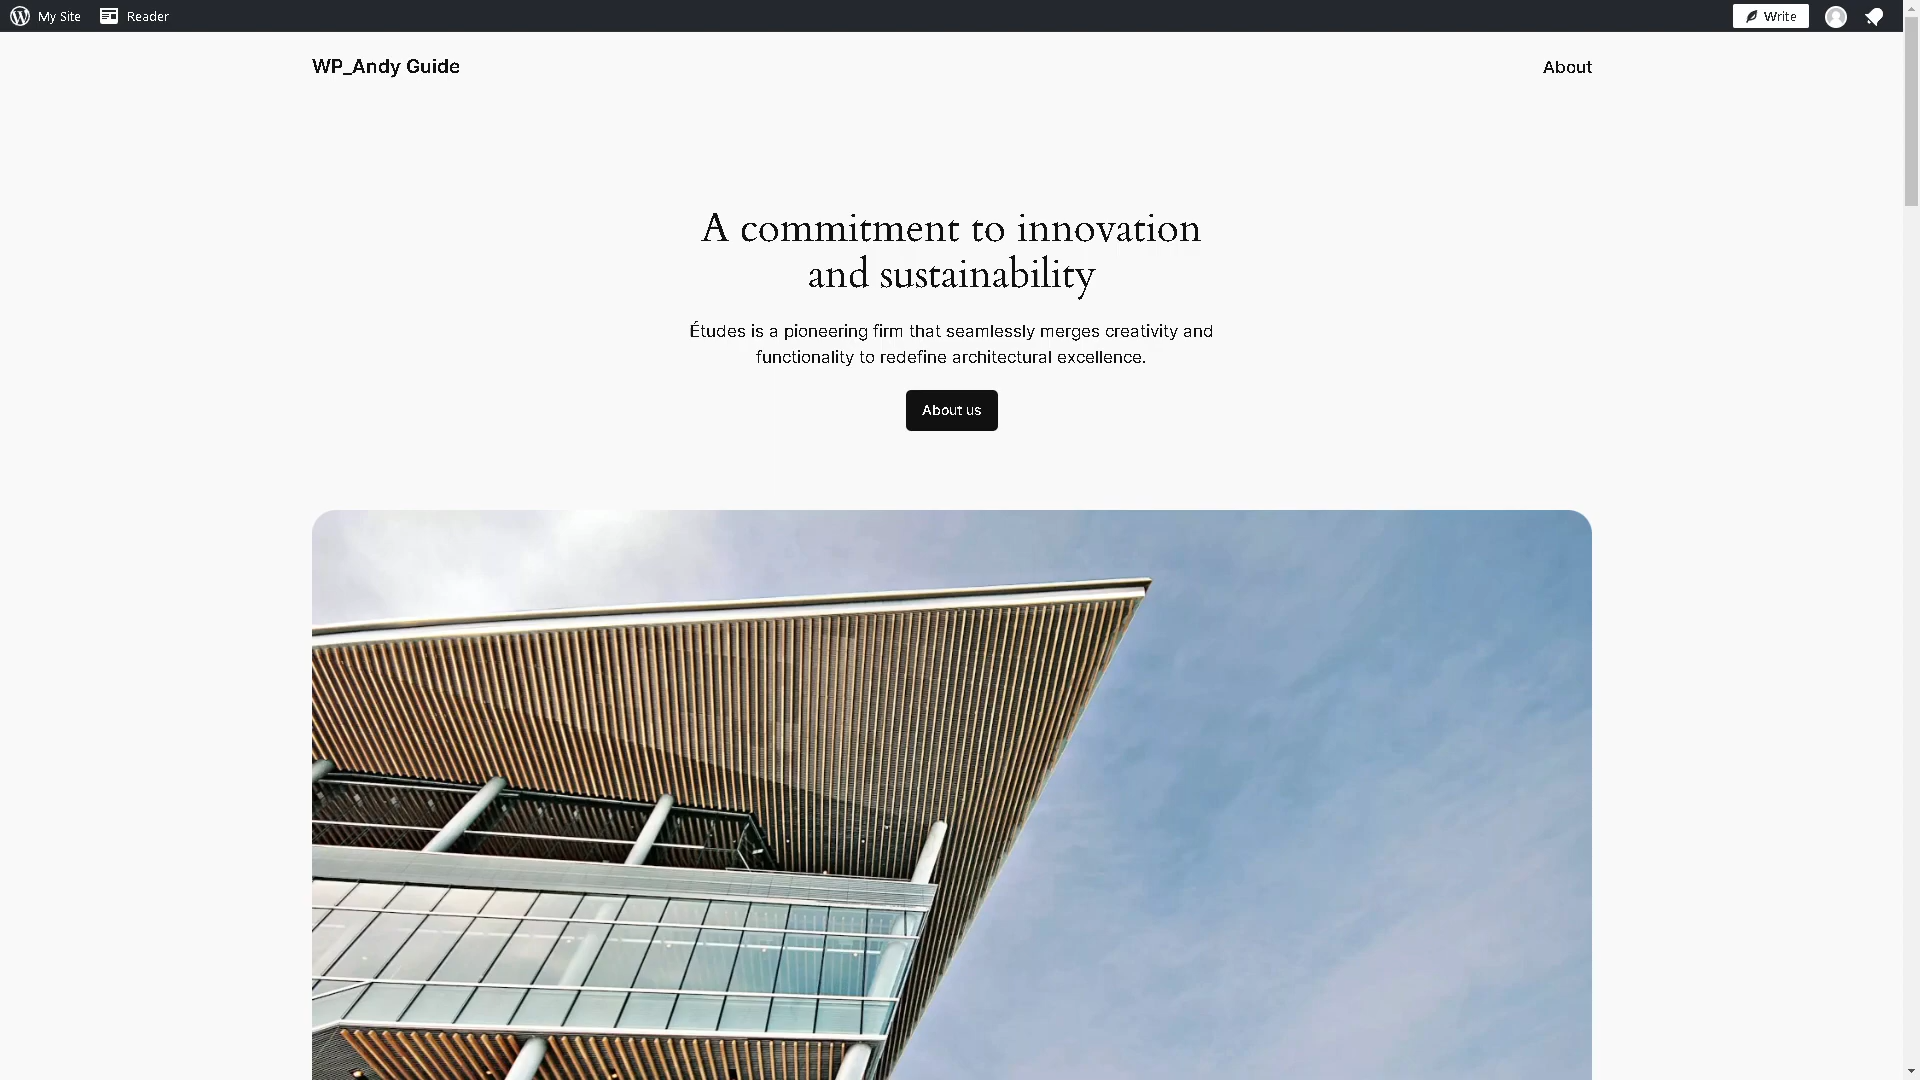 My Site
Reader
Write
WP_Andy Guide
About
A commitment to innovation
and sustainability
Études is a pioneering firm that seamlessly merges creativity and
functionality to redefine architectural excellence.
About us